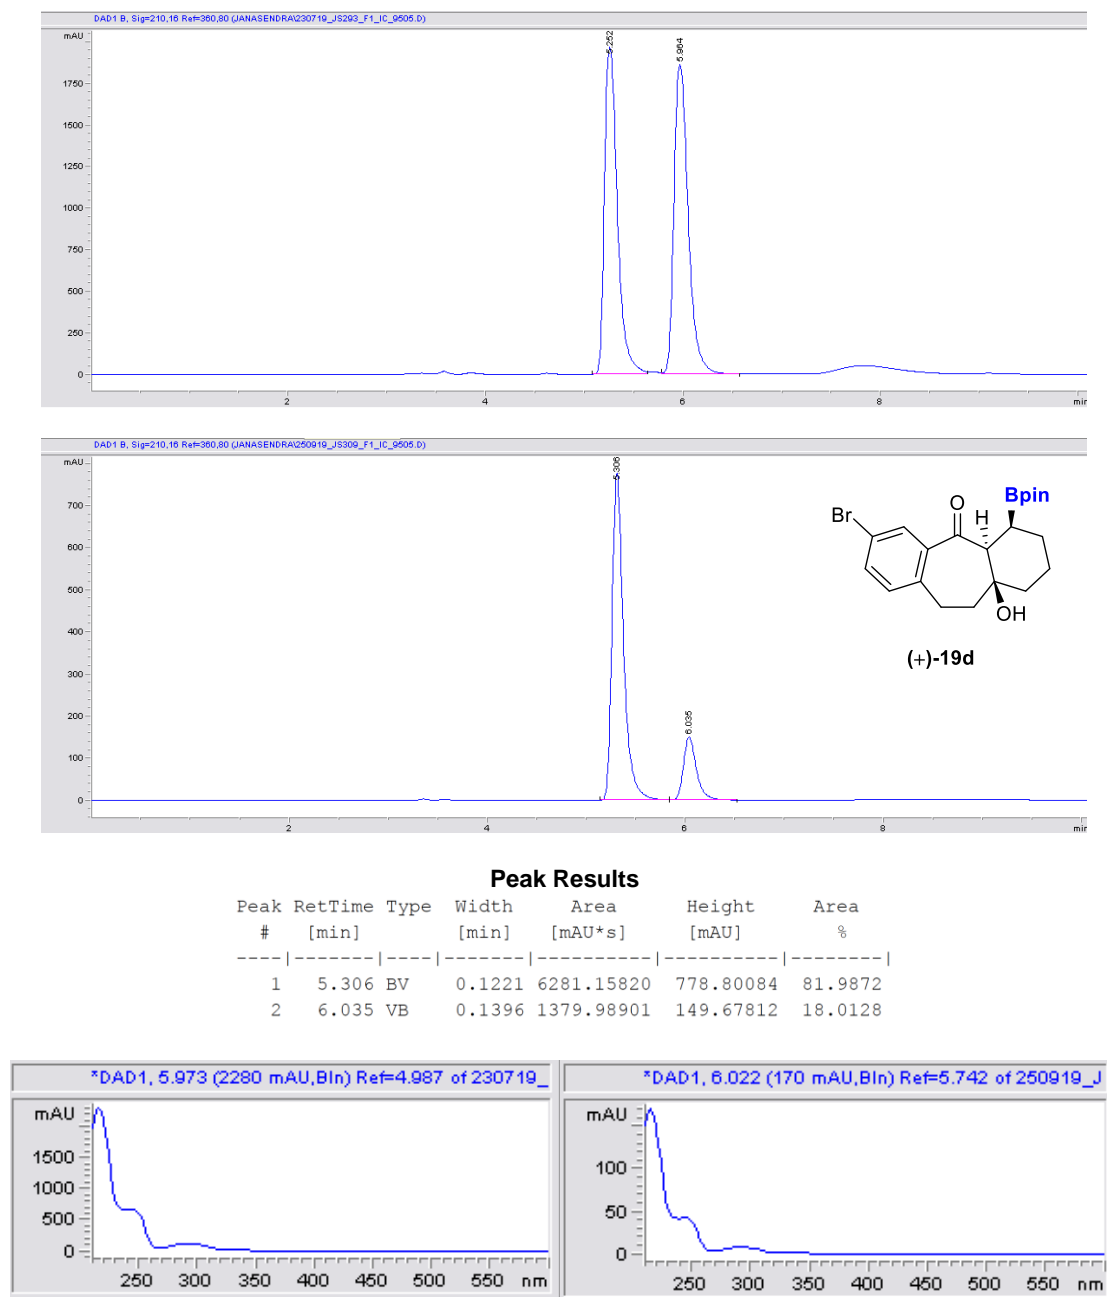 DAD1 B, Sig=210,16 Ref=360,80 (JANASENDRA\230719_JS293_F1_IC_9505.D)
mAU
5.252
5.964
1750
1500
1250
1000
750
500
250
0
2 4 6 8 min
DAD1 B, Sig=210,16 Ref=360,80 (JANASENDRA\250919_JS309_F1_IC_9505.D)
mAU
5.306
6.035
700
600
500
400
300
200
100
0
2 4 6 8 min
Br
O
H
Bpin
OH
(+)-19d
Peak Results
Peak RetTime Type Width Area Height Area
# [min] [min] [mAU*s] [mAU] %
----|-------|----|-------|----------|----------|--------|
1 5.306 BV 0.1221 6281.15820 778.80084 81.9872
2 6.035 VB 0.1396 1379.98901 149.67812 18.0128
*DAD1, 5.973 (2280 mAU,Bln) Ref=4.987 of 230719_
mAU
1500
1000
500
0
250 300 350 400 450 500 550 nm
*DAD1, 6.022 (170 mAU,Bln) Ref=5.742 of 250919_J
mAU
100
50
0
250 300 350 400 450 500 550 nm